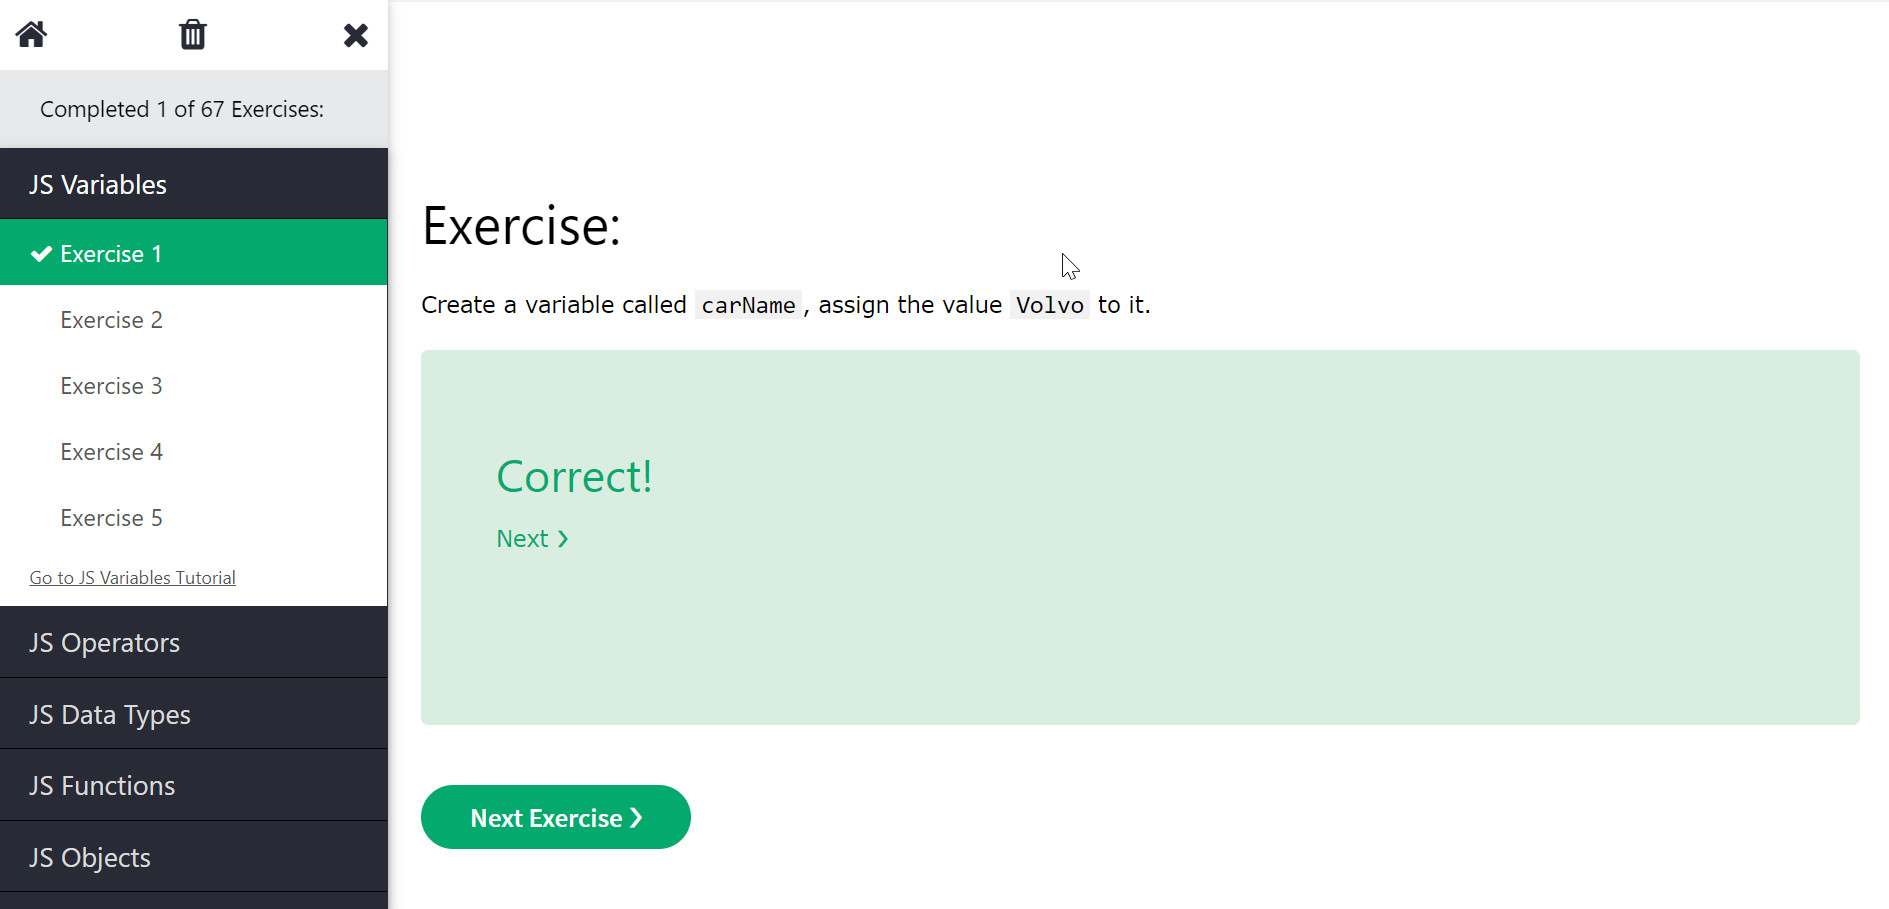 Completed 1 of 67 Exercises:
JS Variables
Exercise 1
Exercise 2
Exercise 3
Exercise 4
Exercise 5
Go to JS Variables Tutorial
JS Operators
JS Data Types
JS Functions
JS Objects
Exercise:
Create a variable called carName, assign the value Volvo to it.
Correct!
Next ❯
Next Exercise ❯